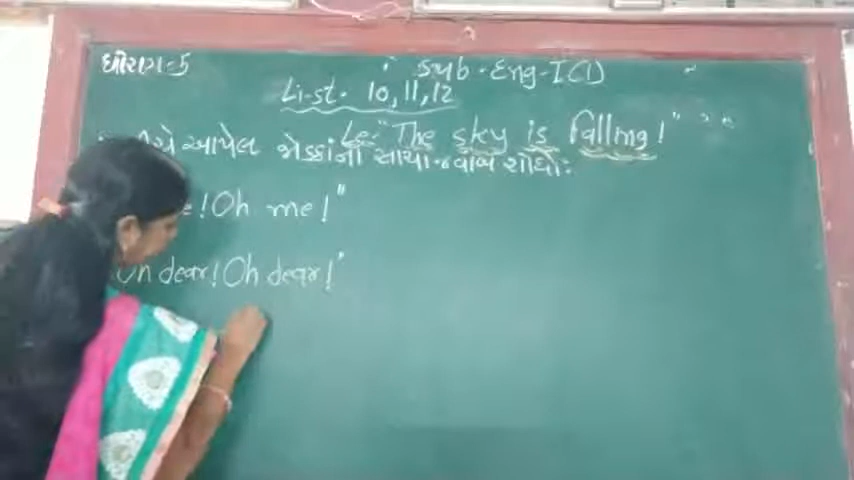 ધોરણ-5
Sub-Eng-I(1)
List. 10,11,12
Le-"The sky is falling!"
આપેલ જોડકાંનો સાચો જવાબ શોધો:
! Oh me!"
Oh dear! Oh dear!"